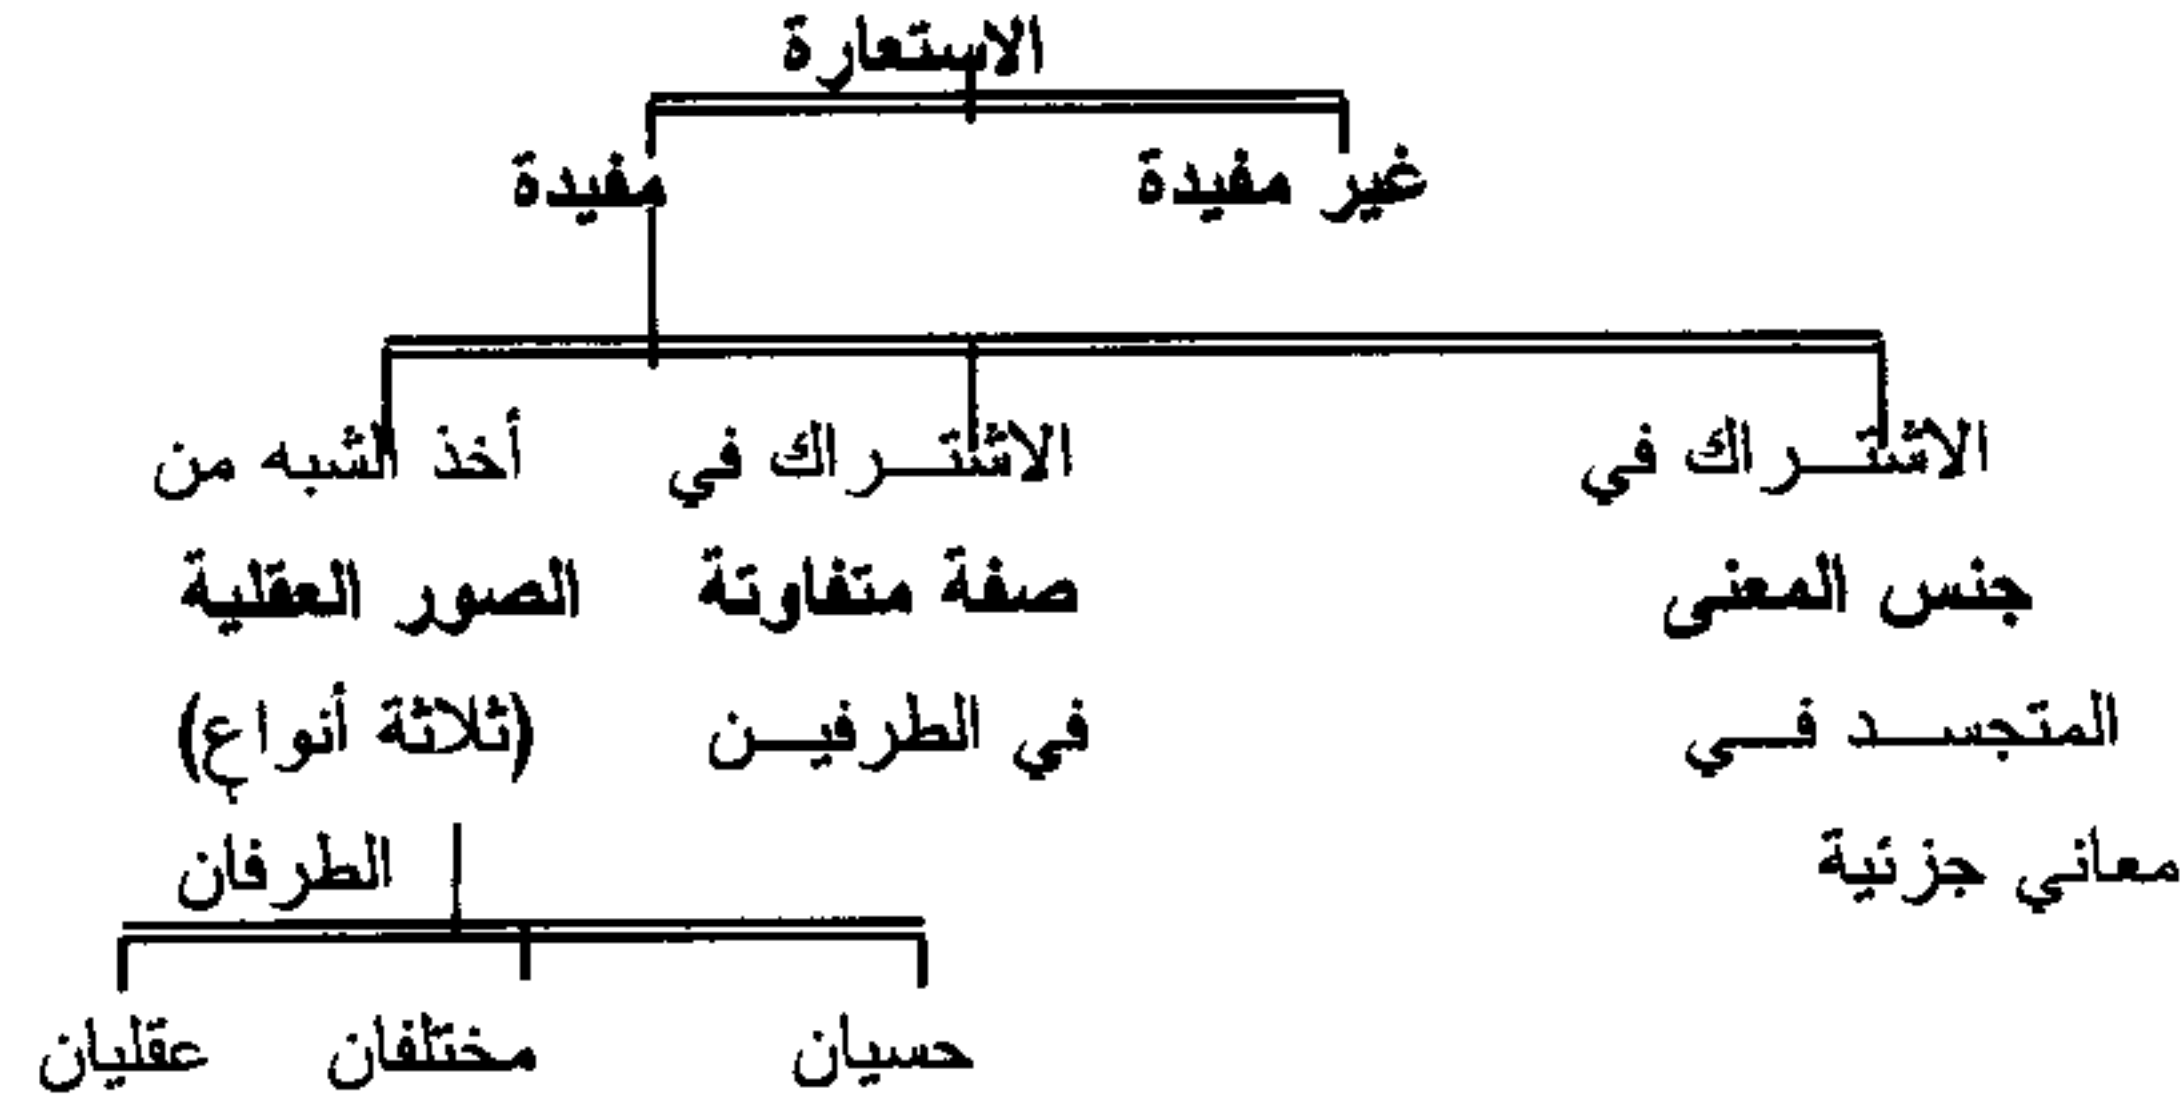 الاستعارة
غير مفيدة
مفيدة
الاشتراك في
جنس المعنى
المتجسد في
معاني جزئية
الاشتراك في
صفة متفاوتة
في الطرفين
أخذ الشبه من
الصور العقلية
(ثلاثة أنواع)
الطرفان
حسيان
مختلفان
عقليان